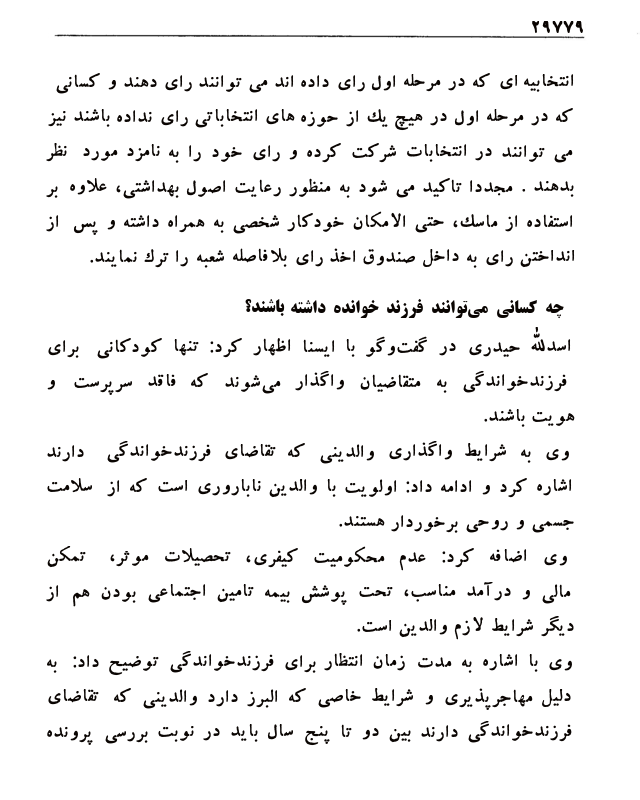 ۲۹۷۷۹
انتخابیه ای که در مرحله اول رای داده اند می توانند رای دهند و کسانی
که در مرحله اول در هیچ یك از حوزه های انتخاباتی رای نداده باشند نیز
می توانند در انتخابات شرکت کرده و رای خود را به نامزد مورد نظر
بدهند . مجددا تاکید می شود به منظور رعایت اصول بهداشتی، علاوه بر
استفاده از ماسك، حتی الامکان خودکار شخصی به همراه داشته و پس از
انداختن رای به داخل صندوق اخذ رای بلافاصله شعبه را ترك نمایند.
چه کسانی می‌توانند فرزند خوانده داشته باشند؟
اسدالله حیدری در گفت‌وگو با ایسنا اظهار کرد: تنها کودکانی برای
فرزندخواندگی به متقاضیان واگذار می‌شوند که فاقد سرپرست و
هویت باشند.
وی به شرایط واگذاری والدینی که تقاضای فرزندخواندگی دارند
اشاره کرد و ادامه داد: اولویت با والدین ناباروری است که از سلامت
جسمی و روحی برخوردار هستند.
وی اضافه کرد: عدم محکومیت کیفری، تحصیلات موثر، تمکن
مالی و درآمد مناسب، تحت پوشش بیمه تامین اجتماعی بودن هم از
دیگر شرایط لازم والدین است.
وی با اشاره به مدت زمان انتظار برای فرزندخواندگی توضیح داد: به
دلیل مهاجرپذیری و شرایط خاصی که البرز دارد والدینی که تقاضای
فرزندخواندگی دارند بین دو تا پنج سال باید در نوبت بررسی پرونده